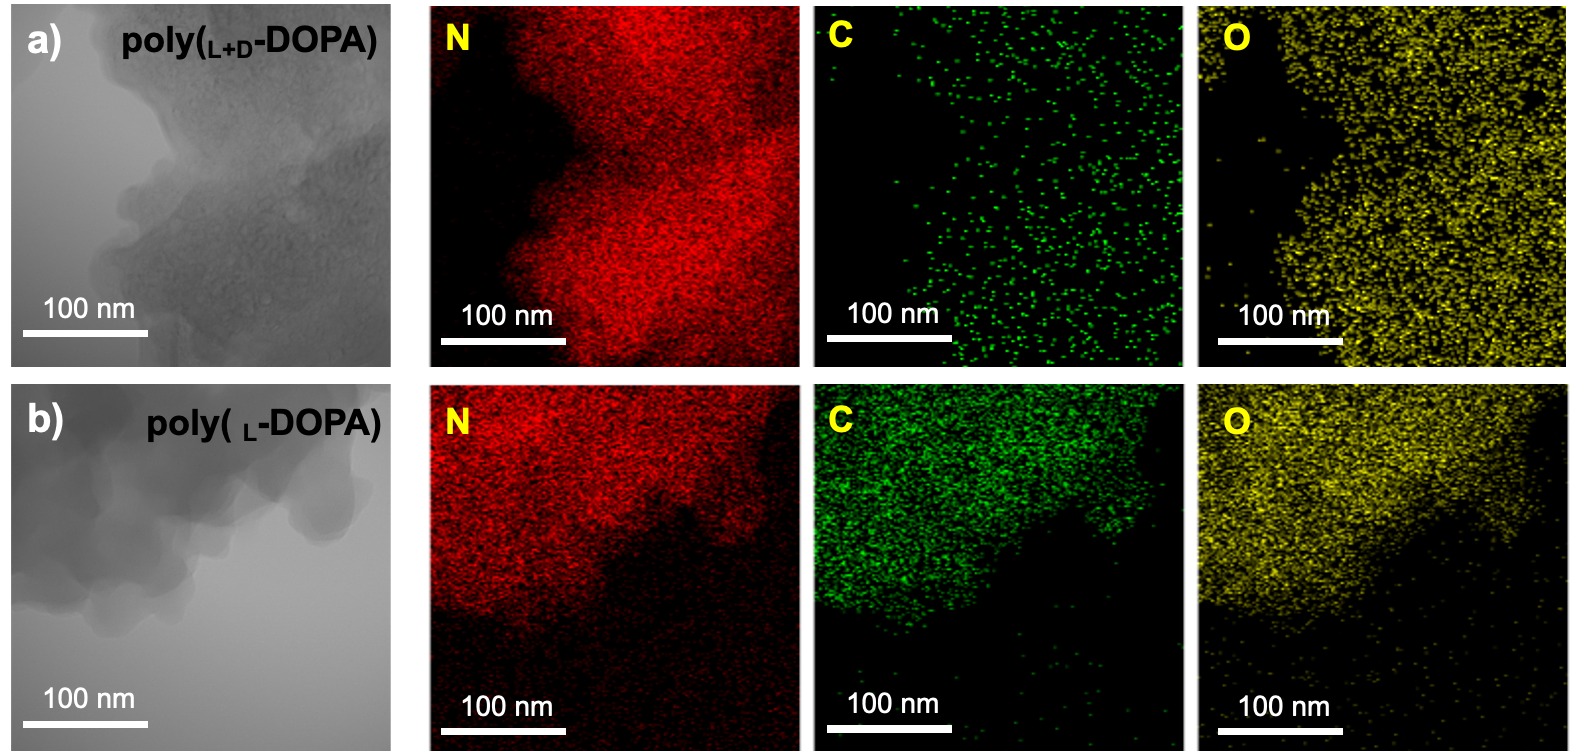 a) poly(L+D-DOPA) N C O
100 nm 100 nm 100 nm 100 nm
b) poly( L-DOPA) N C O
100 nm 100 nm 100 nm 100 nm